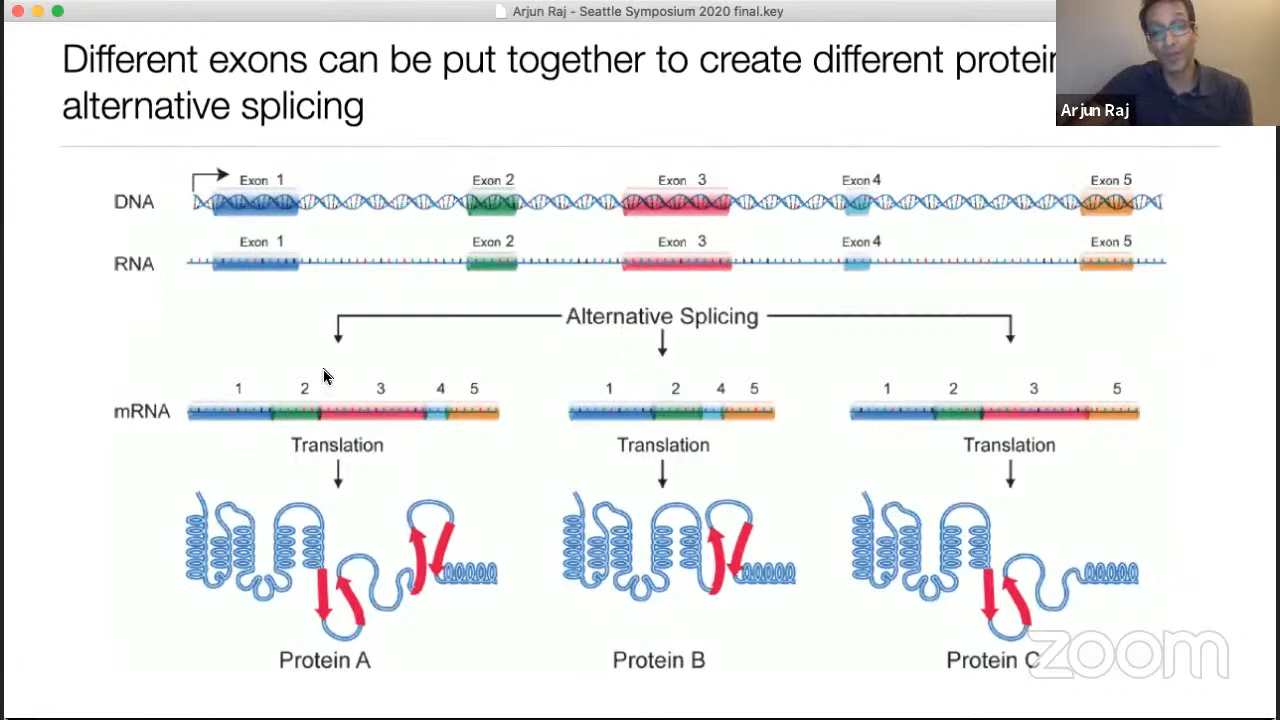 Arjun Raj - Seattle Symposium 2020 final.key
Different exons can be put together to create different
alternative splicing
Arjun Raj
Exon 1 Exon 2 Exon 3 Exon 4 Exon 5
DNA
Exon 1 Exon 2 Exon 3 Exon 4 Exon 5
RNA
Alternative Splicing
1 2 3 4 5 1 2 4 5 1 2 3 5
mRNA
Translation Translation Translation
Protein A Protein B Protein C
zoom